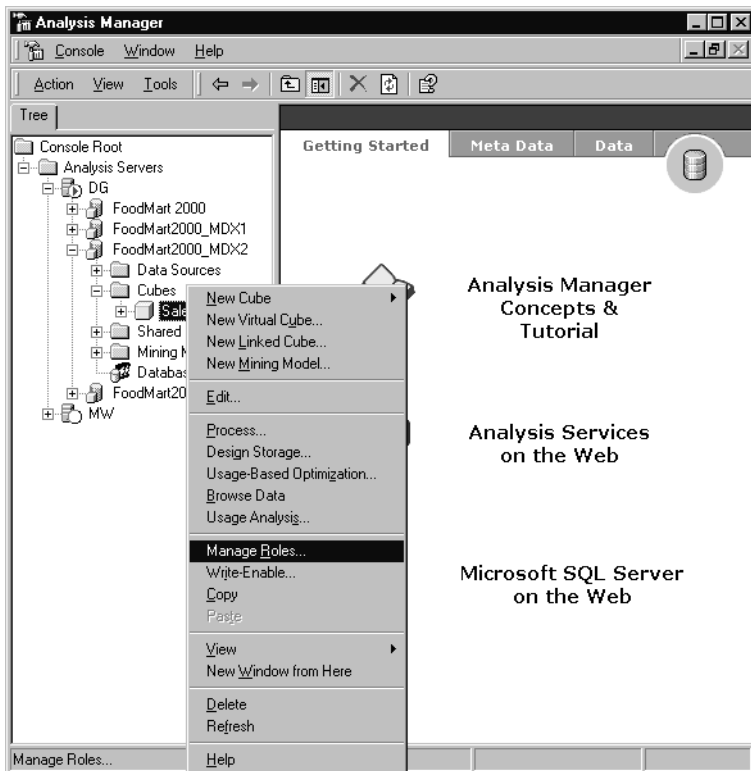 Analysis Manager
Console Window Help
Action View Tools
Tree
Console Root
Analysis Servers
DG
FoodMart 2000
FoodMart2000_MDX1
FoodMart2000_MDX2
Data Sources
Cubes
Shared
Mining
FoodMart20
MW
New Cube
New Virtual Cube...
New Linked Cube...
New Mining Model...
Edit...
Process...
Design Storage...
Usage-Based Optimization...
Browse Data
Usage Analysis...
Manage Roles...
Write-Enable...
Copy
Paste
View
New Window from Here
Delete
Refresh
Help
Getting Started Meta Data Data
Analysis Manager
Concepts &
Tutorial
Analysis Services
on the Web
Microsoft SQL Server
on the Web
Manage Roles...